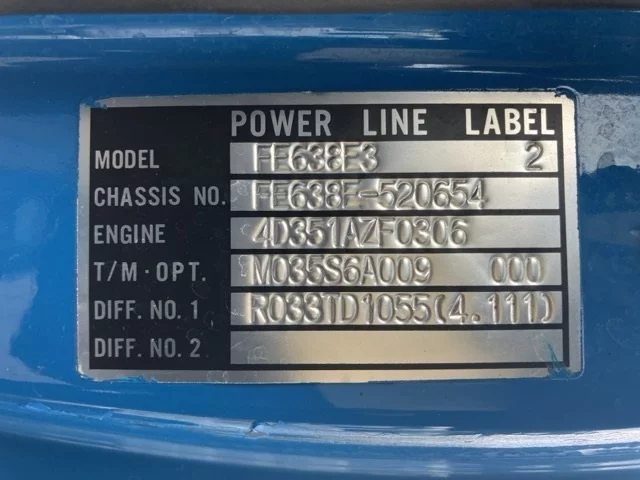 POWER LINE LABEL
MODEL FE638E3 2
CHASSIS NO. FE638E-520654
ENGINE 4D351AZF0306
T/M·OPT. M035S6A009 000
DIFF. NO. 1 R033TD1055(4.111)
DIFF. NO. 2